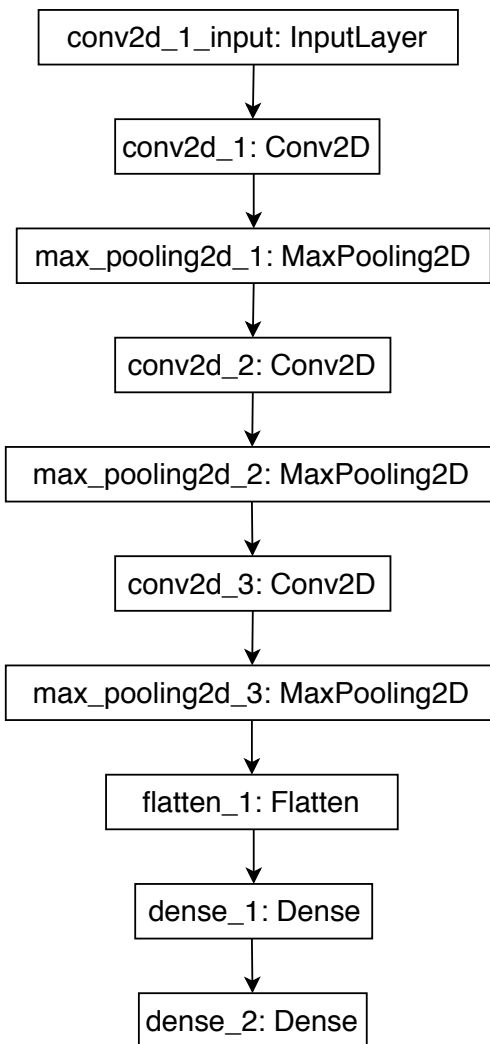 conv2d_1_input: InputLayer
conv2d_1: Conv2D
max_pooling2d_1: MaxPooling2D
conv2d_2: Conv2D
max_pooling2d_2: MaxPooling2D
conv2d_3: Conv2D
max_pooling2d_3: MaxPooling2D
flatten_1: Flatten
dense_1: Dense
dense_2: Dense